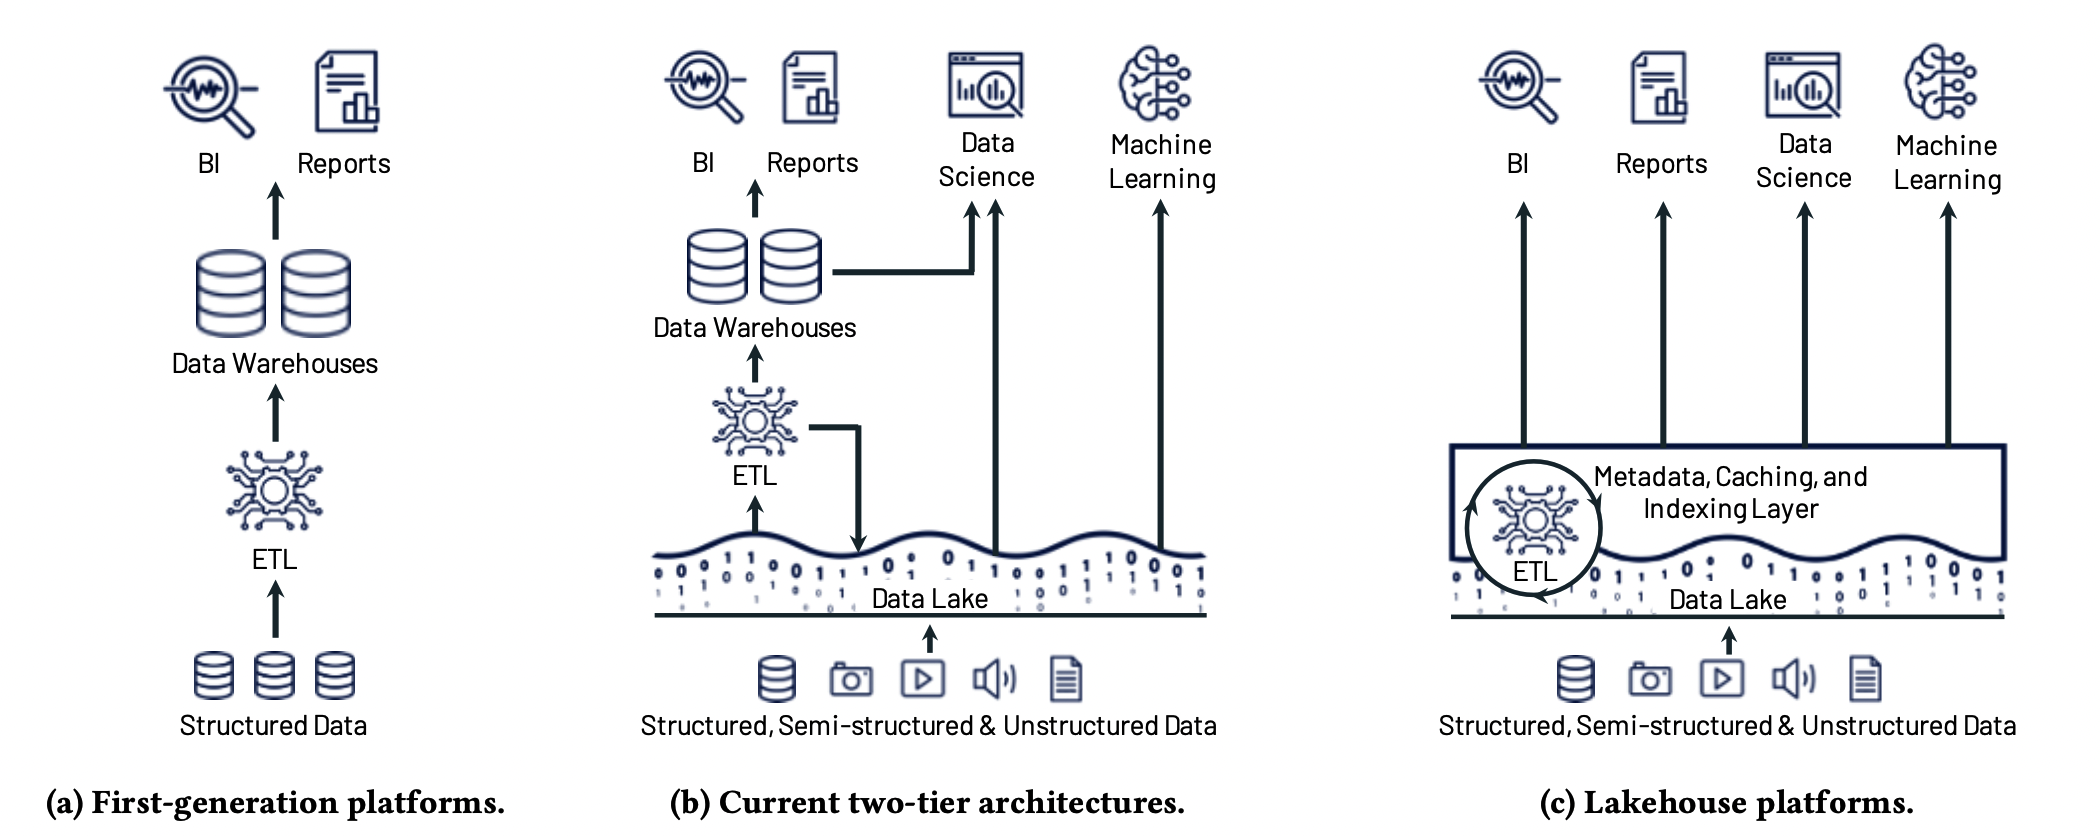 BI
Reports
Data Warehouses
ETL
Structured Data
(a) First-generation platforms.
BI
Reports
Data
Science
Machine
Learning
Data Warehouses
ETL
Data Lake
Structured, Semi-structured & Unstructured Data
(b) Current two-tier architectures.
BI
Reports
Data
Science
Machine
Learning
Metadata, Caching, and
Indexing Layer
ETL
Data Lake
Structured, Semi-structured & Unstructured Data
(c) Lakehouse platforms.